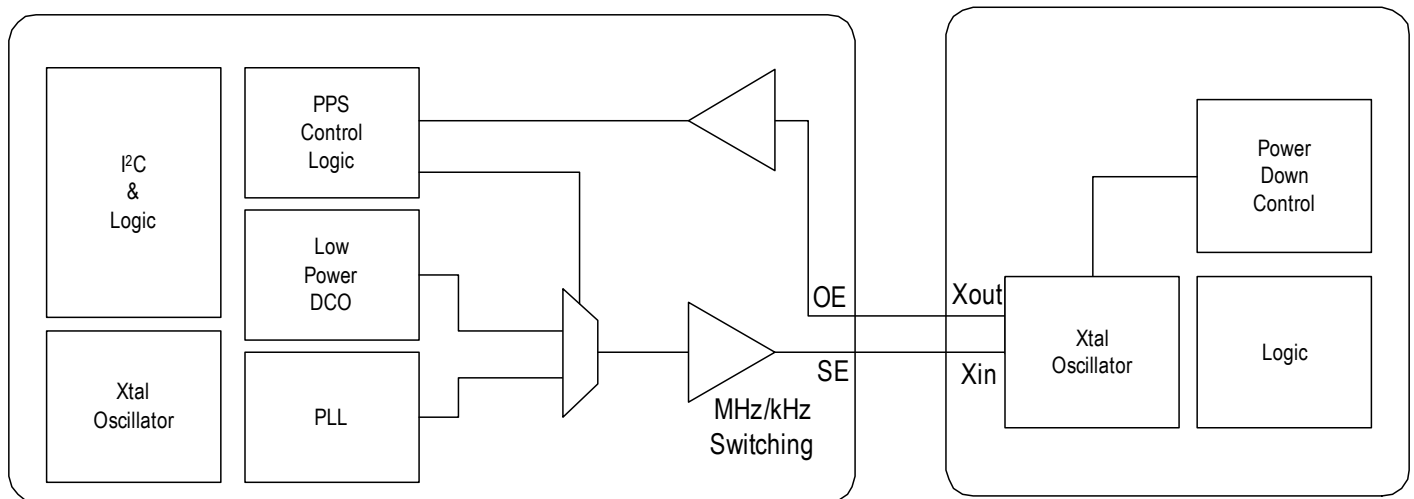 I²C
&
Logic
PPS
Control
Logic
Low
Power
DCO
Xtal
Oscillator
PLL
OE
SE
MHz/kHz
Switching
Xout
Xin
Xtal
Oscillator
Power
Down
Control
Logic